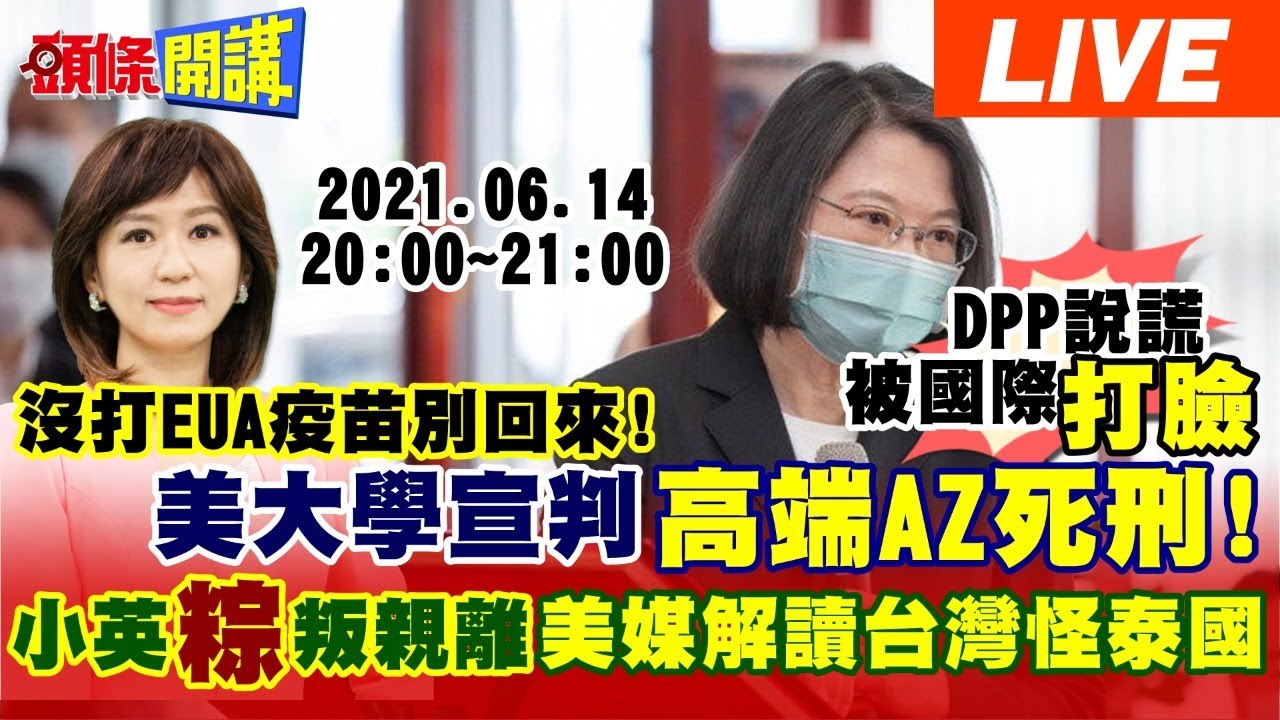 頭條開講
LIVE
2021.06.14
20:00~21:00
DPP說謊
被國際打臉
沒打EUA疫苗別回來!
美大學宣判高端AZ死刑!
小英粽叛親離美媒解讀台灣怪泰國